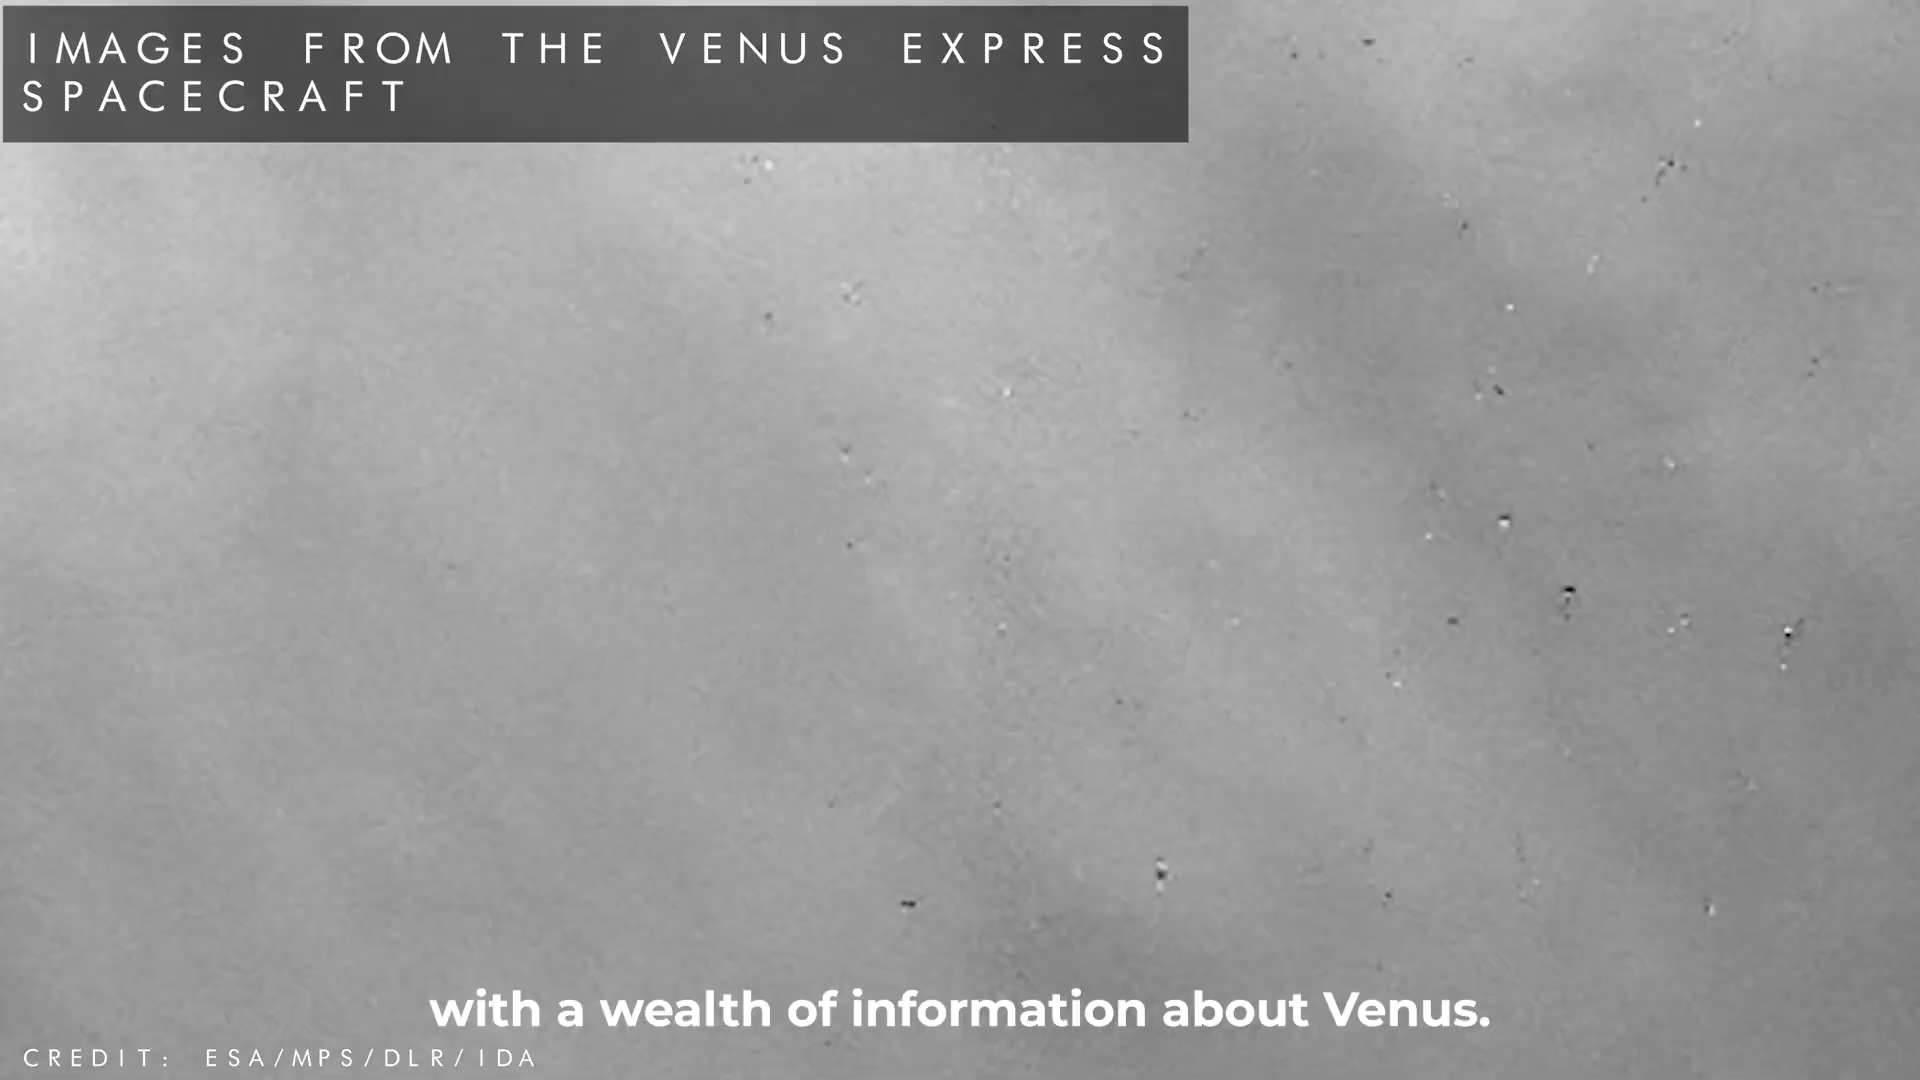 IMAGES FROM THE VENUS EXPRESS
SPACECRAFT
with a wealth of information about Venus.
CREDIT: ESA/MPS/DLR/IDA